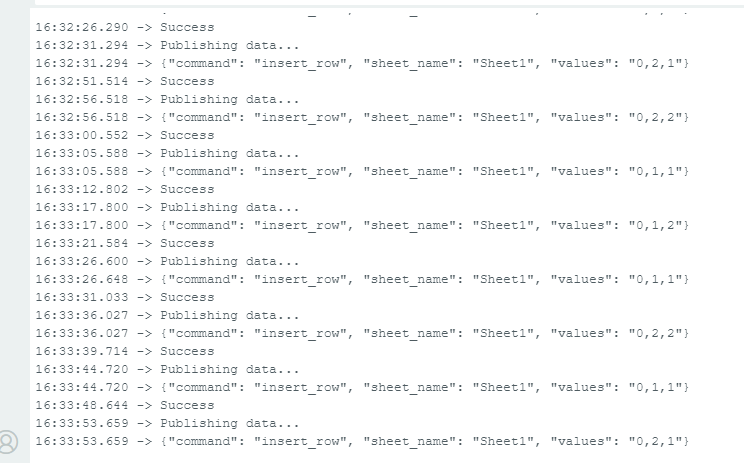 16:32:26.290 -> Success
16:32:31.294 -> Publishing data...
16:32:31.294 -> {"command": "insert_row", "sheet_name": "Sheet1", "values": "0,2,1"}
16:32:51.514 -> Success
16:32:56.518 -> Publishing data...
16:32:56.518 -> {"command": "insert_row", "sheet_name": "Sheet1", "values": "0,2,2"}
16:33:00.552 -> Success
16:33:05.588 -> Publishing data...
16:33:05.588 -> {"command": "insert_row", "sheet_name": "Sheet1", "values": "0,1,1"}
16:33:12.802 -> Success
16:33:17.800 -> Publishing data...
16:33:17.800 -> {"command": "insert_row", "sheet_name": "Sheet1", "values": "0,1,2"}
16:33:21.584 -> Success
16:33:26.600 -> Publishing data...
16:33:26.648 -> {"command": "insert_row", "sheet_name": "Sheet1", "values": "0,1,1"}
16:33:31.033 -> Success
16:33:36.027 -> Publishing data...
16:33:36.027 -> {"command": "insert_row", "sheet_name": "Sheet1", "values": "0,2,2"}
16:33:39.714 -> Success
16:33:44.720 -> Publishing data...
16:33:44.720 -> {"command": "insert_row", "sheet_name": "Sheet1", "values": "0,1,1"}
16:33:48.644 -> Success
16:33:53.659 -> Publishing data...
16:33:53.659 -> {"command": "insert_row", "sheet_name": "Sheet1", "values": "0,2,1"}